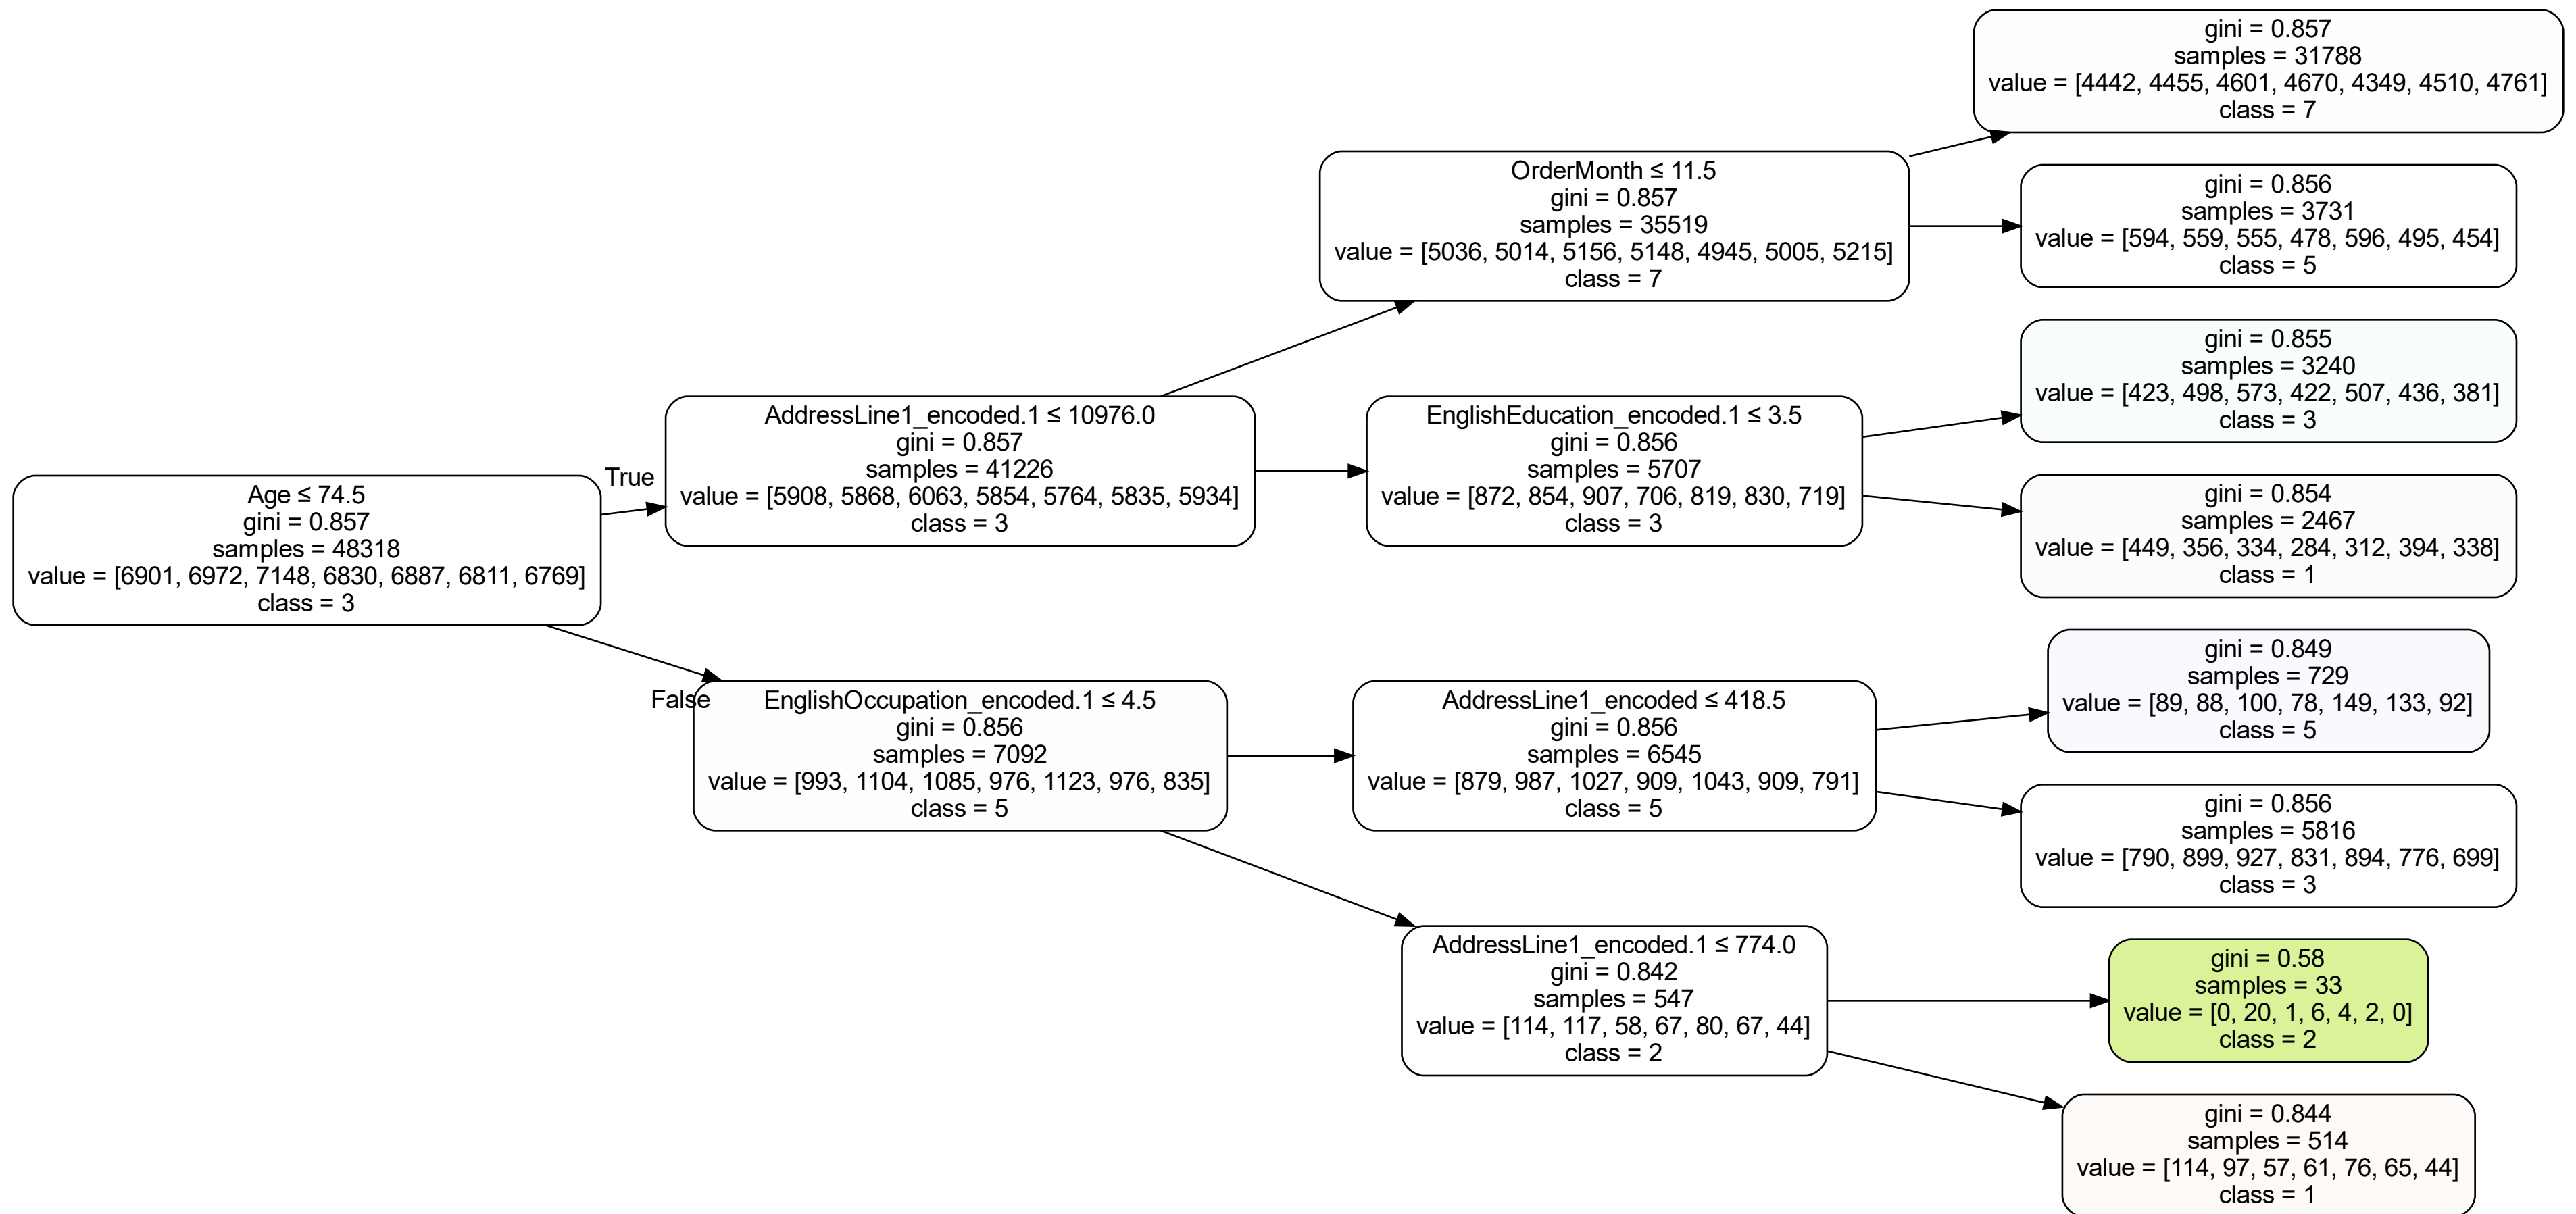 gini = 0.857
samples = 31788
value = [4442, 4455, 4601, 4670, 4349, 4510, 4761]
class = 7
OrderMonth ≤ 11.5
gini = 0.857
samples = 35519
value = [5036, 5014, 5156, 5148, 4945, 5005, 5215]
class = 7
gini = 0.856
samples = 3731
value = [594, 559, 555, 478, 596, 495, 454]
class = 5
gini = 0.855
samples = 3240
value = [423, 498, 573, 422, 507, 436, 381]
class = 3
AddressLine1_encoded.1 ≤ 10976.0
gini = 0.857
samples = 41226
value = [5908, 5868, 6063, 5854, 5764, 5835, 5934]
class = 3
EnglishEducation_encoded.1 ≤ 3.5
gini = 0.856
samples = 5707
value = [872, 854, 907, 706, 819, 830, 719]
class = 3
True
Age ≤ 74.5
gini = 0.857
samples = 48318
value = [6901, 6972, 7148, 6830, 6887, 6811, 6769]
class = 3
gini = 0.854
samples = 2467
value = [449, 356, 334, 284, 312, 394, 338]
class = 1
gini = 0.849
samples = 729
value = [89, 88, 100, 78, 149, 133, 92]
class = 5
False
EnglishOccupation_encoded.1 ≤ 4.5
gini = 0.856
samples = 7092
value = [993, 1104, 1085, 976, 1123, 976, 835]
class = 5
AddressLine1_encoded ≤ 418.5
gini = 0.856
samples = 6545
value = [879, 987, 1027, 909, 1043, 909, 791]
class = 5
gini = 0.856
samples = 5816
value = [790, 899, 927, 831, 894, 776, 699]
class = 3
AddressLine1_encoded.1 ≤ 774.0
gini = 0.842
samples = 547
value = [114, 117, 58, 67, 80, 67, 44]
class = 2
gini = 0.58
samples = 33
value = [0, 20, 1, 6, 4, 2, 0]
class = 2
gini = 0.844
samples = 514
value = [114, 97, 57, 61, 76, 65, 44]
class = 1